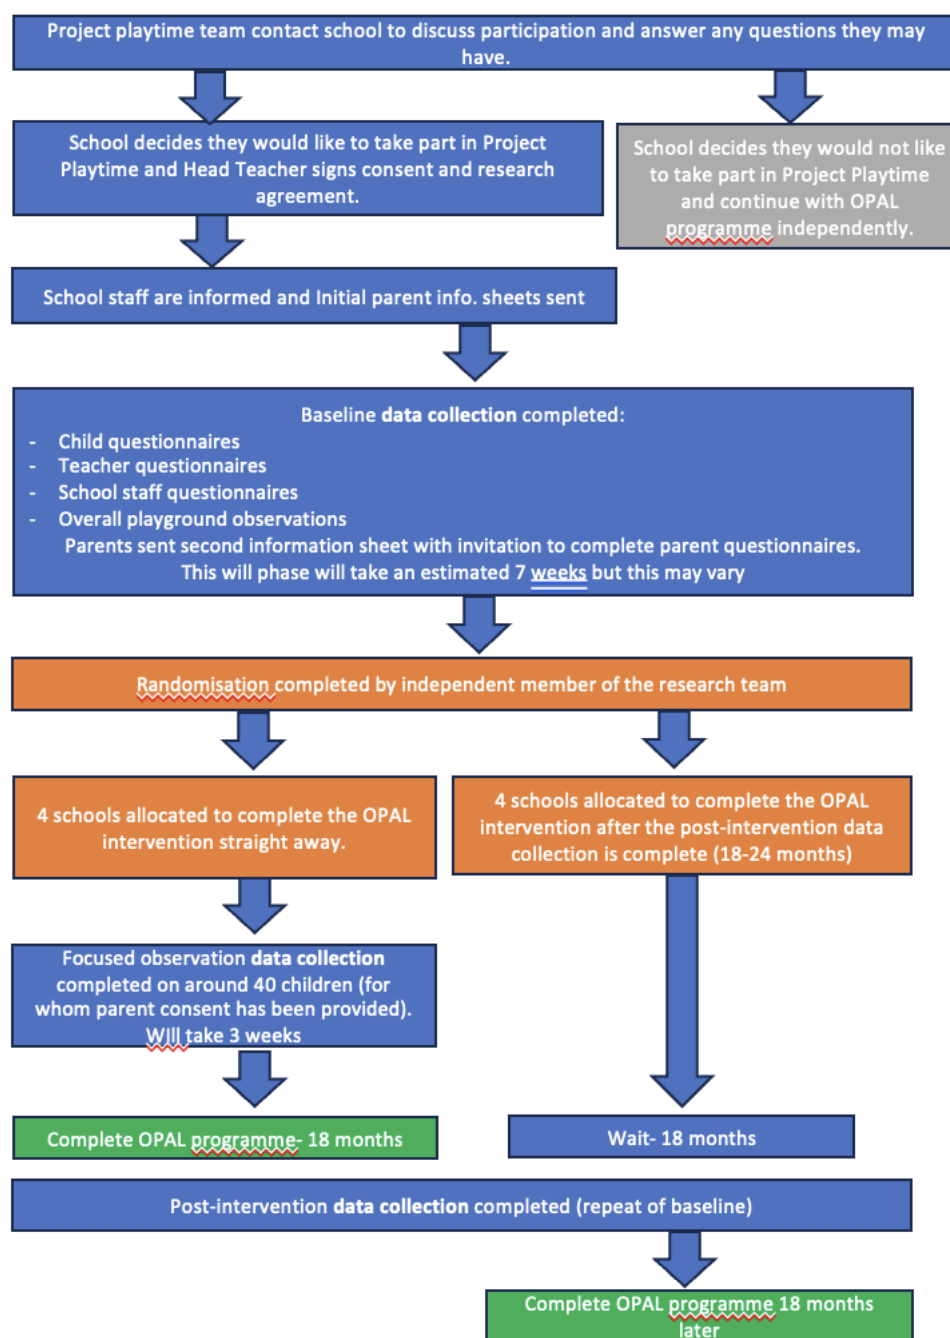 Project playtime team contact school to discuss participation and answer any questions they may
have.
School decides they would like to take part in Project
Playtime and Head Teacher signs consent and research
agreement.
School decides they would not like
to take part in Project Playtime
and continue with OPAL
programme independently.
School staff are informed and Initial parent info. sheets sent
Baseline data collection completed:
- Child questionnaires
- Teacher questionnaires
- School staff questionnaires
- Overall playground observations
Parents sent second information sheet with invitation to complete parent questionnaires.
This will phase will take an estimated 7 weeks but this may vary
Randomisation completed by independent member of the research team
4 schools allocated to complete the OPAL
intervention straight away.
4 schools allocated to complete the OPAL
intervention after the post-intervention data
collection is complete (18-24 months)
Focused observation data collection
completed on around 40 children (for
whom parent consent has been provided).
WIll take 3 weeks
Complete OPAL programme- 18 months
Wait- 18 months
Post-intervention data collection completed (repeat of baseline)
Complete OPAL programme 18 months
later